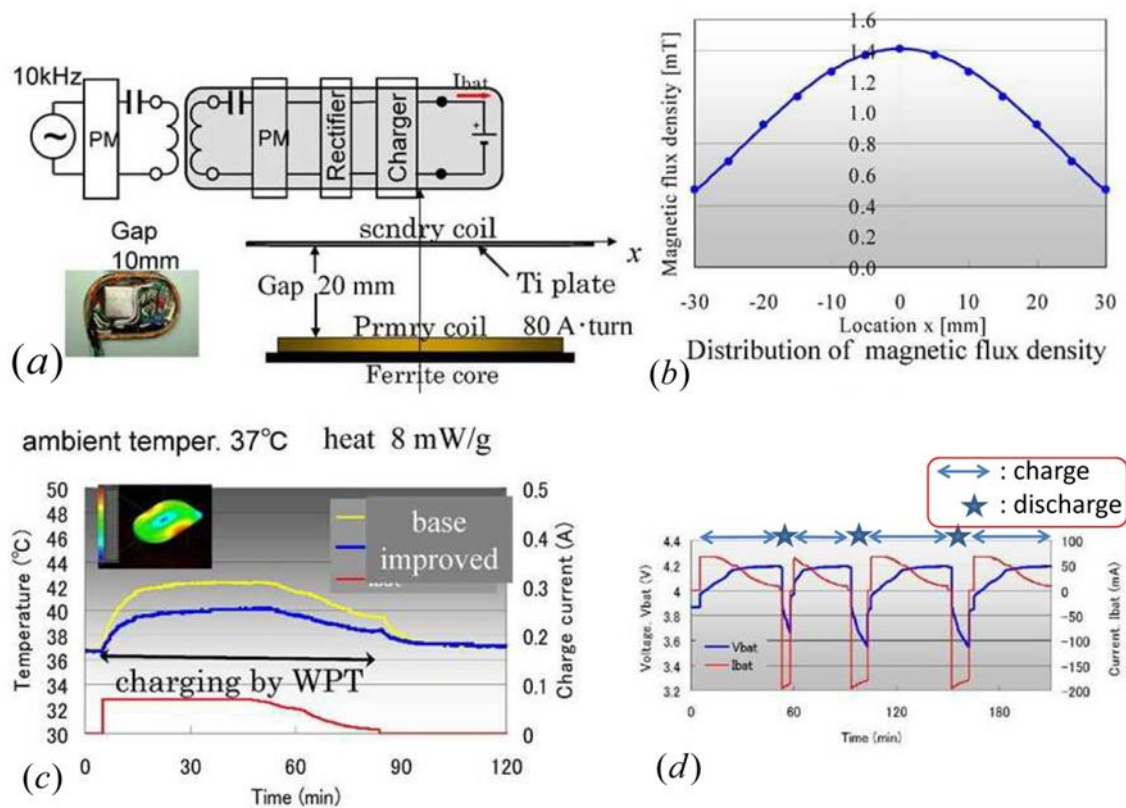 10kHz
PM
PM
Rectifier
Charger
Ibat
+
Gap
10mm
scndry coil
x
Gap 20 mm
Ti plate
Prmry coil
80 A·turn
Ferrite core
(a)
Magnetic flux density [mT]
1.6
1.4
1.2
1.0
0.8
0.6
0.4
0.2
0.0
-30 -20 -10 0 10 20 30
Location x [mm]
Distribution of magnetic flux density
(b)
ambient temper. 37℃ heat 8 mW/g
Temperature (℃)
50
48
46
44
42
40
38
36
34
32
30
base
improved
charging by WPT
0.5
0.4
0.3
0.2
0.1
0
Charge current (A)
0 30 60 90 120
Time (min)
(c)
: charge
: discharge
Voltage. Vbat (V)
4.4
4.2
4
3.8
3.6
3.4
3.2
Vbat
Ibat
100
50
0
-50
-100
-150
-200
Current. Ibat (mA)
0 60 120 180
Time (min)
(d)